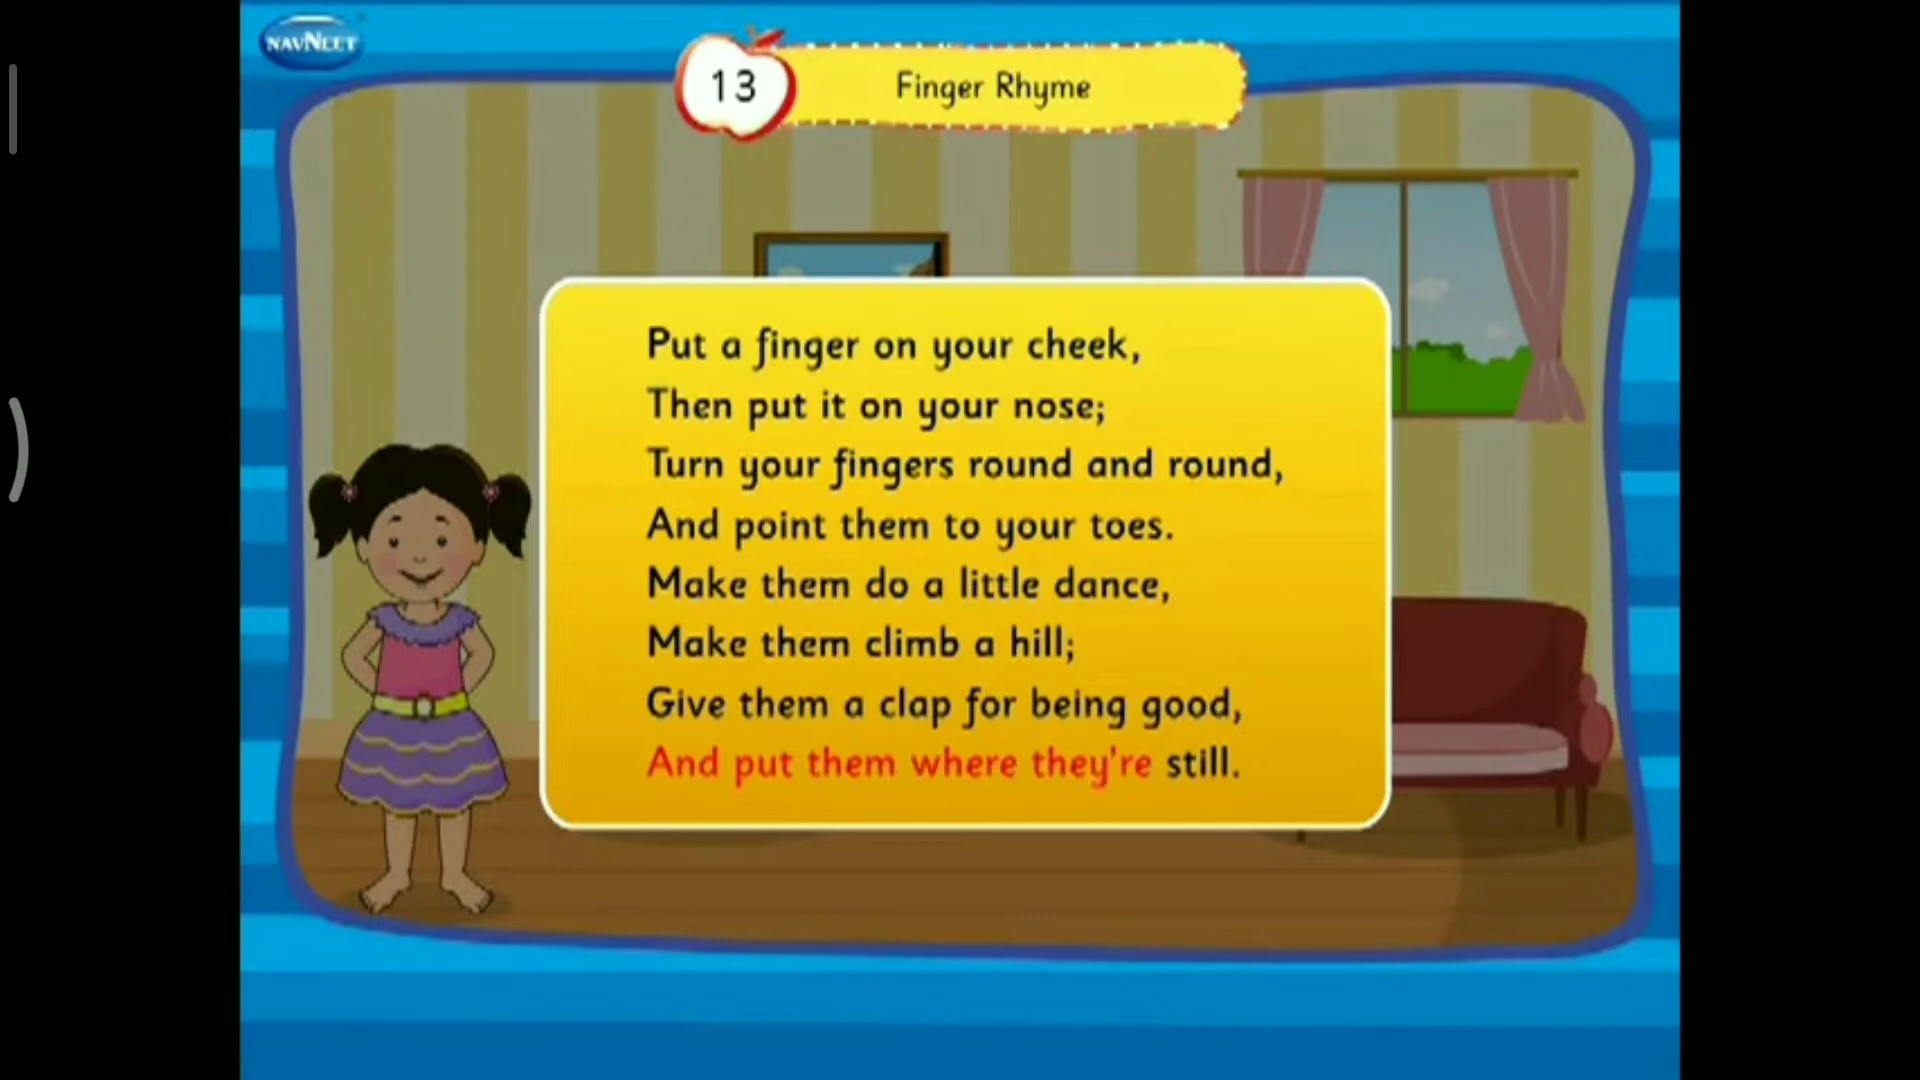 NAVNEET
13
Finger Rhyme
Put a finger on your cheek,
Then put it on your nose;
Turn your fingers round and round,
And point them to your toes.
Make them do a little dance,
Make them climb a hill;
Give them a clap for being good,
And put them where they're still.